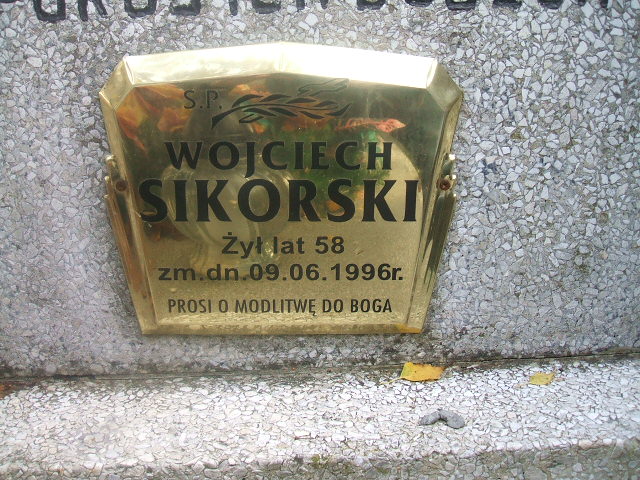 S.P.
WOJCIECH
SIKORSKI
Żył lat 58
zm.dn.09.06.1996r.
PROSI O MODLITWĘ DO BOGA